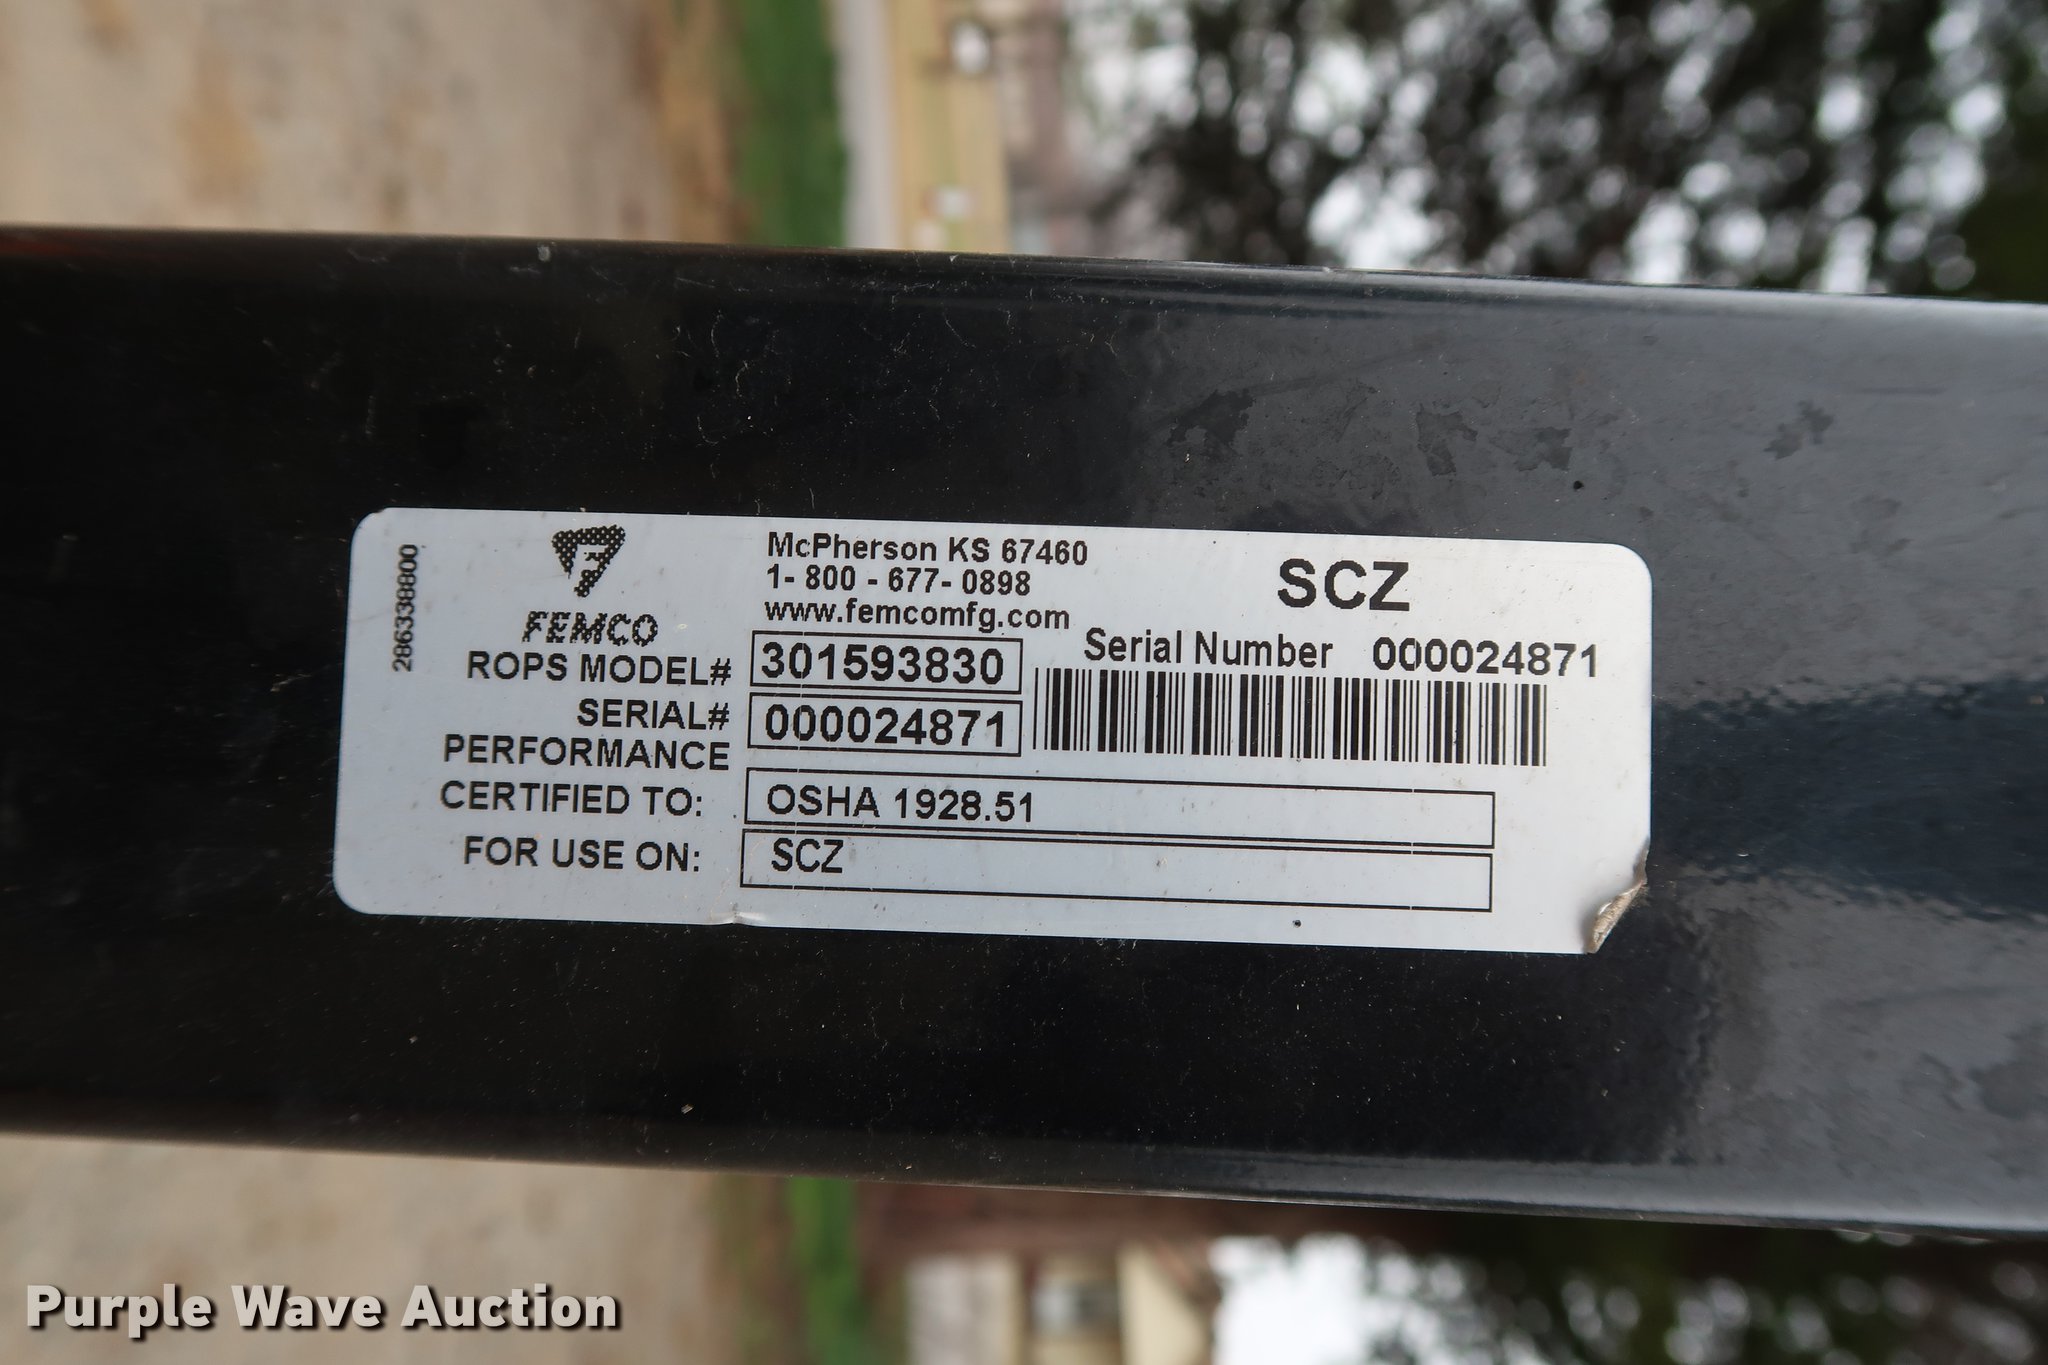 286338800
FEMCO
McPherson KS 67460
1- 800 - 677- 0898
www.femcomfg.com
SCZ
Serial Number 000024871
ROPS MODEL# 301593830
SERIAL# 000024871
PERFORMANCE
CERTIFIED TO: OSHA 1928.51
FOR USE ON: SCZ
Purple Wave Auction